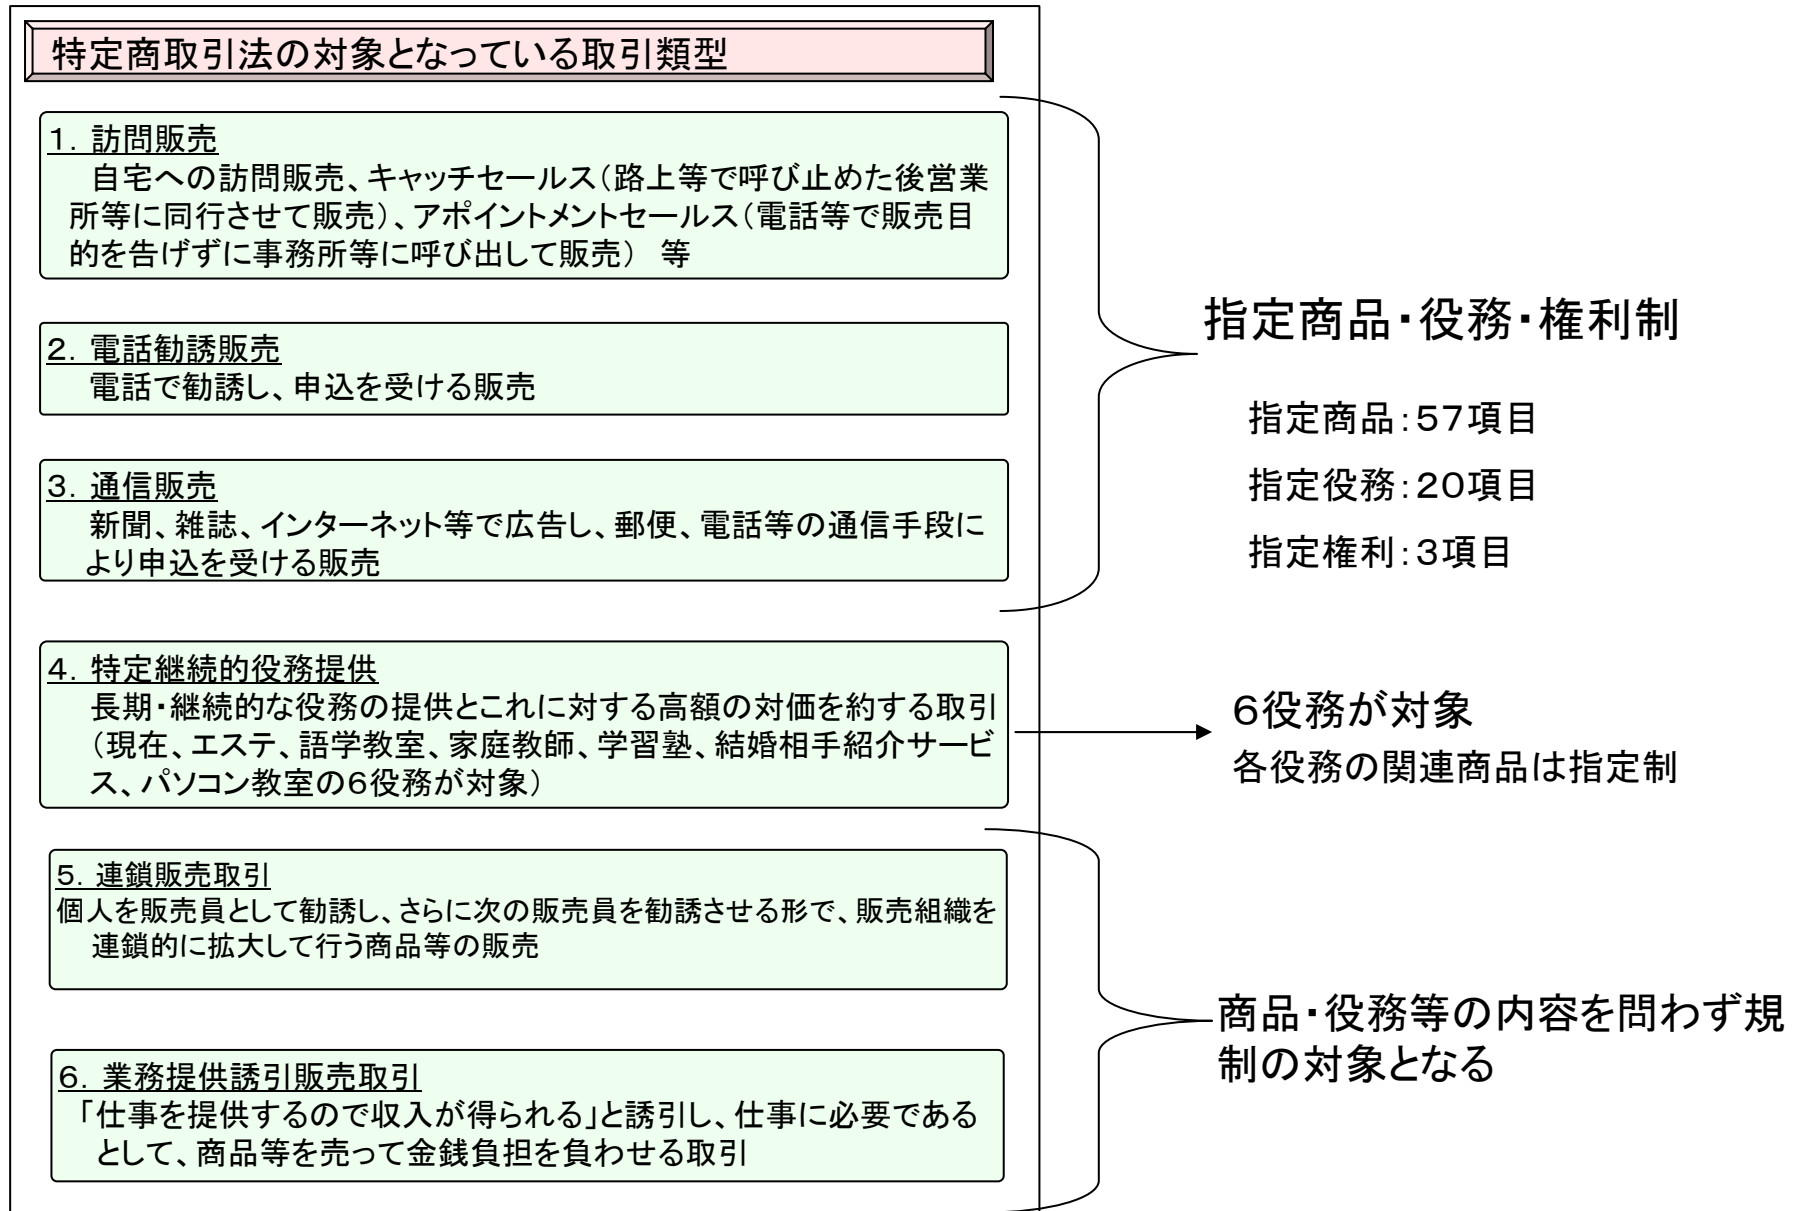 特定商取引法の対象となっている取引類型
1．訪問販売
自宅への訪問販売、キャッチセールス（路上等で呼び止めた後営業
所等に同行させて販売）、アポイントメントセールス（電話等で販売目
的を告げずに事務所等に呼び出して販売）　等
2．電話勧誘販売
電話で勧誘し、申込を受ける販売
3．通信販売
新聞、雑誌、インターネット等で広告し、郵便、電話等の通信手段に
より申込を受ける販売
指定商品・役務・権利制
指定商品：57項目
指定役務：20項目
指定権利：3項目
4．特定継続的役務提供
長期・継続的な役務の提供とこれに対する高額の対価を約する取引
（現在、エステ、語学教室、家庭教師、学習塾、結婚相手紹介サービ
ス、パソコン教室の6役務が対象）
6役務が対象
各役務の関連商品は指定制
5．連鎖販売取引
個人を販売員として勧誘し、さらに次の販売員を勧誘させる形で、販売組織を
連鎖的に拡大して行う商品等の販売
6．業務提供誘引販売取引
「仕事を提供するので収入が得られる」と誘引し、仕事に必要である
として、商品等を売って金銭負担を負わせる取引
商品・役務等の内容を問わず規
制の対象となる